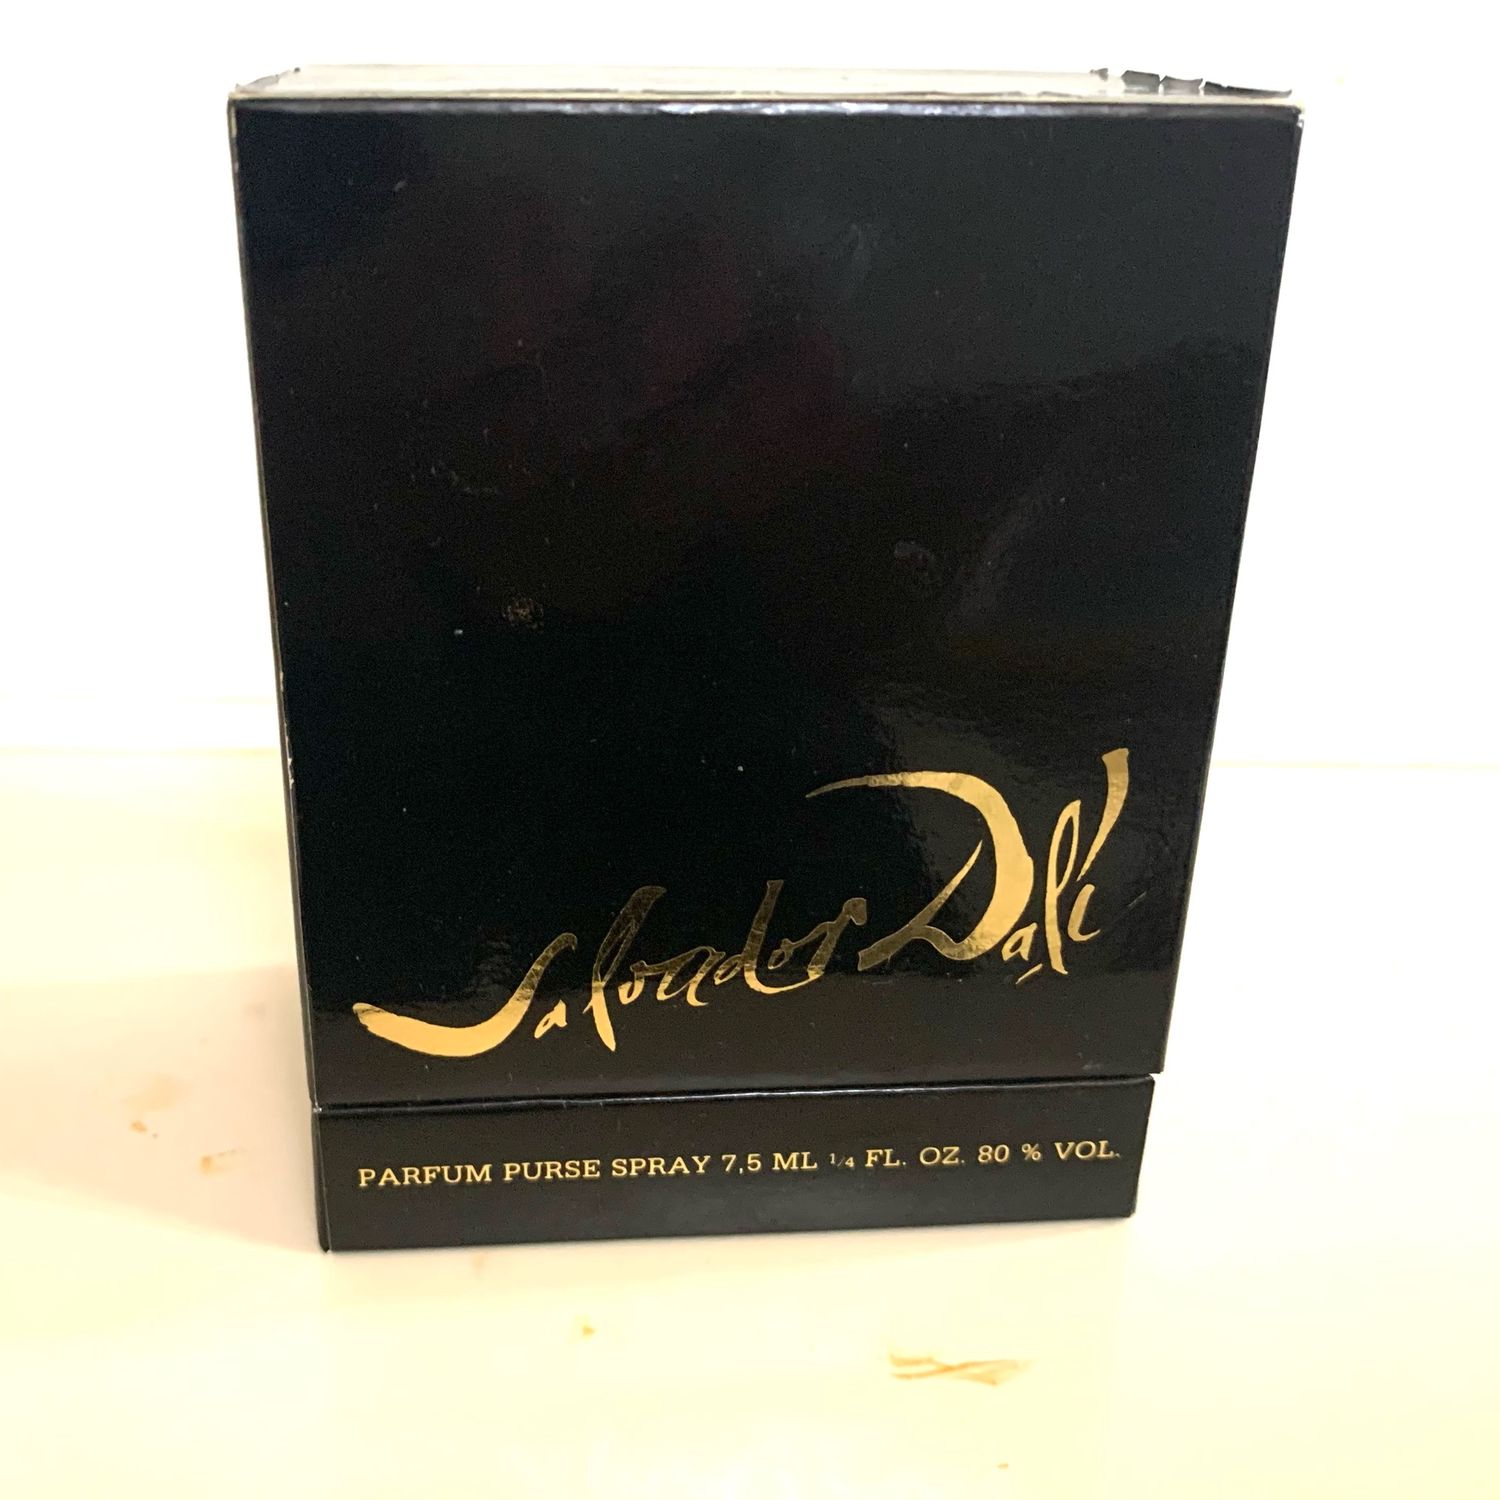 Salvador Dalí
PARFUM PURSE SPRAY 7,5 ML 1/4 FL. OZ. 80 % VOL.